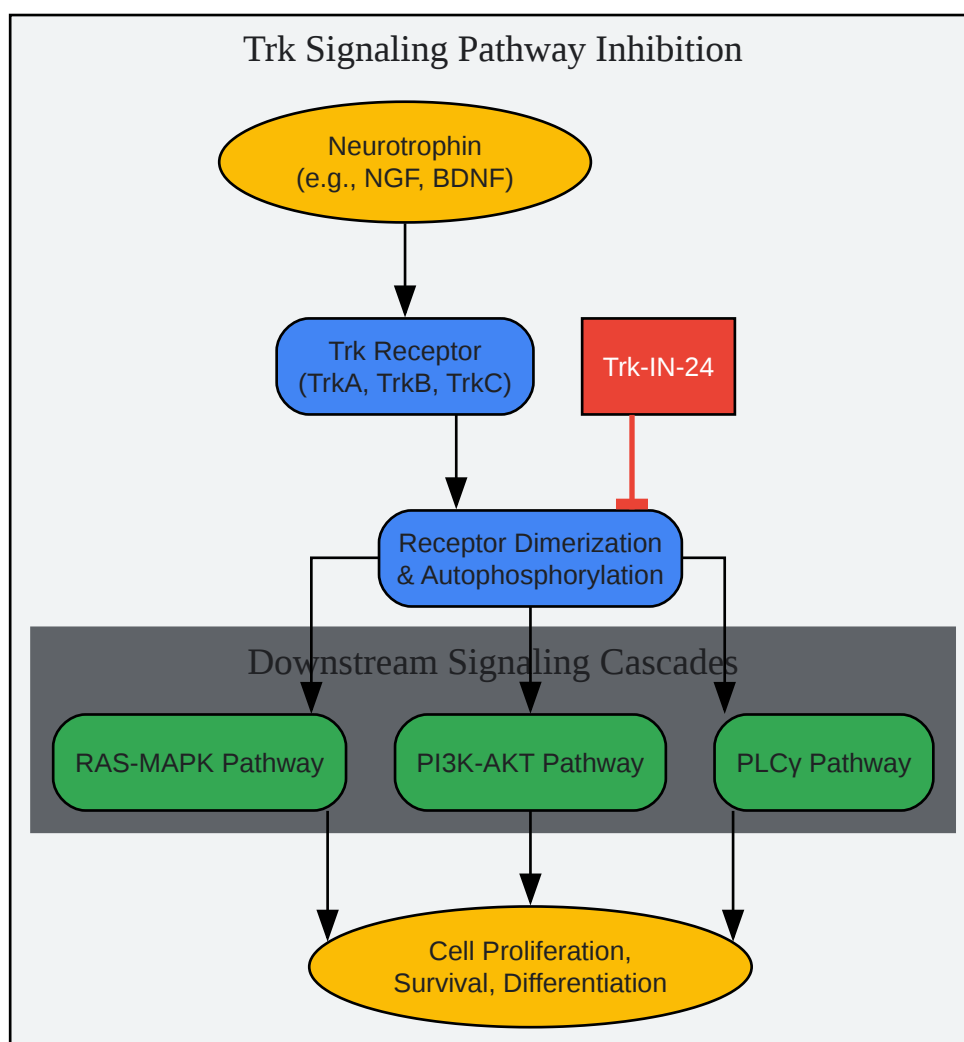 Trk Signaling Pathway Inhibition
Neurotrophin
(e.g., NGF, BDNF)
Trk Receptor
(TrkA, TrkB, TrkC)
Trk-IN-24
Receptor Dimerization
& Autophosphorylation
Downstream Signaling Cascades
RAS-MAPK Pathway
PI3K-AKT Pathway
PLCγ Pathway
Cell Proliferation,
Survival, Differentiation